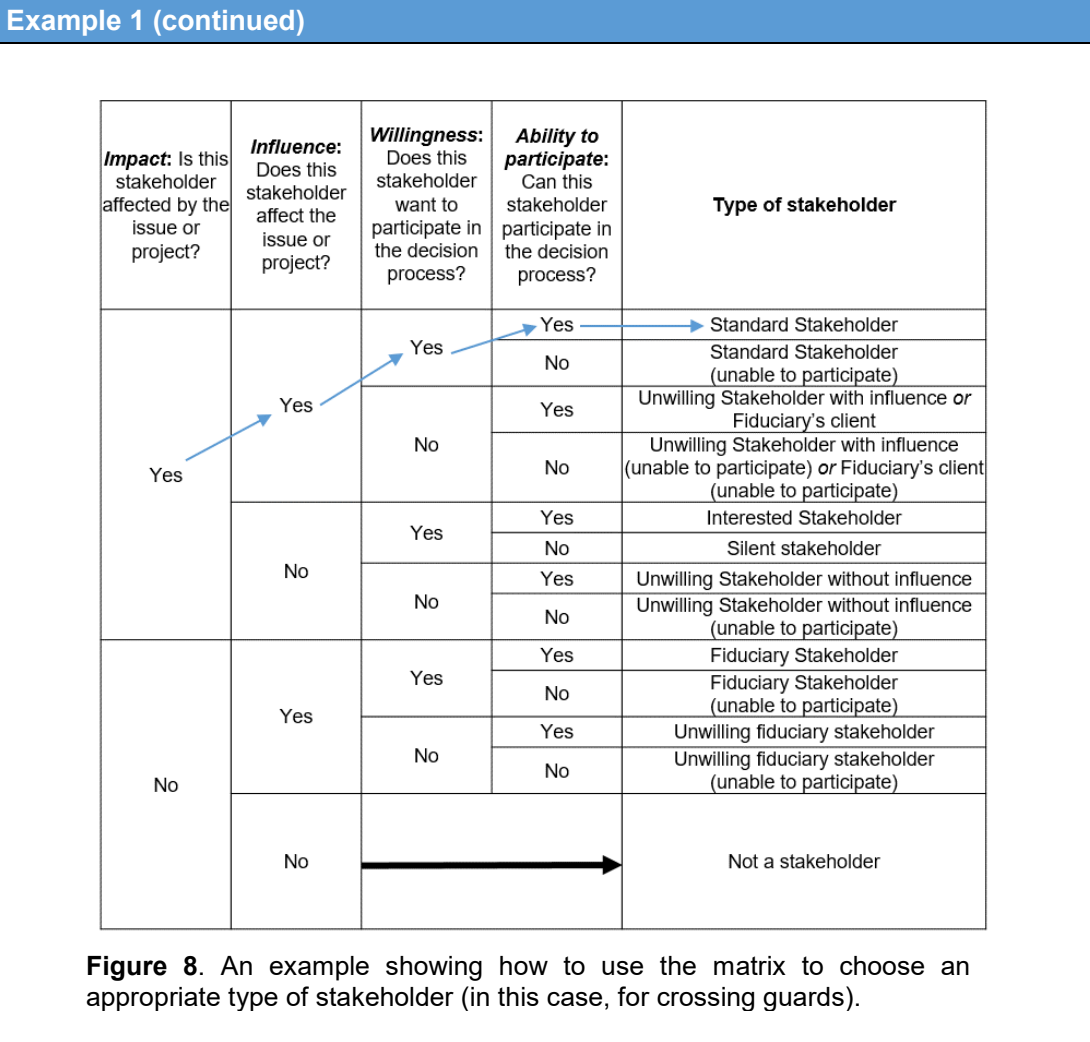 Example 1 (continued)
Impact: Is this
stakeholder
affected by the
issue or
project?
Influence:
Does this
stakeholder
affect the
issue or
project?
Willingness:
Does this
stakeholder
want to
participate in
the decision
process?
Ability to
participate:
Can this
stakeholder
participate in
the decision
process?
Type of stakeholder
Yes
Yes
Yes
Yes
Standard Stakeholder
No
Standard Stakeholder
(unable to participate)
No
Yes
Unwilling Stakeholder with influence or
Fiduciary’s client
No
Unwilling Stakeholder with influence
(unable to participate) or Fiduciary’s client
(unable to participate)
No
Yes
Yes
Interested Stakeholder
No
Silent stakeholder
No
Yes
Unwilling Stakeholder without influence
No
Unwilling Stakeholder without influence
(unable to participate)
No
Yes
Yes
Yes
Fiduciary Stakeholder
No
Fiduciary Stakeholder
(unable to participate)
No
Yes
Unwilling fiduciary stakeholder
No
Unwilling fiduciary stakeholder
(unable to participate)
No
Not a stakeholder
Figure 8. An example showing how to use the matrix to choose an
appropriate type of stakeholder (in this case, for crossing guards).